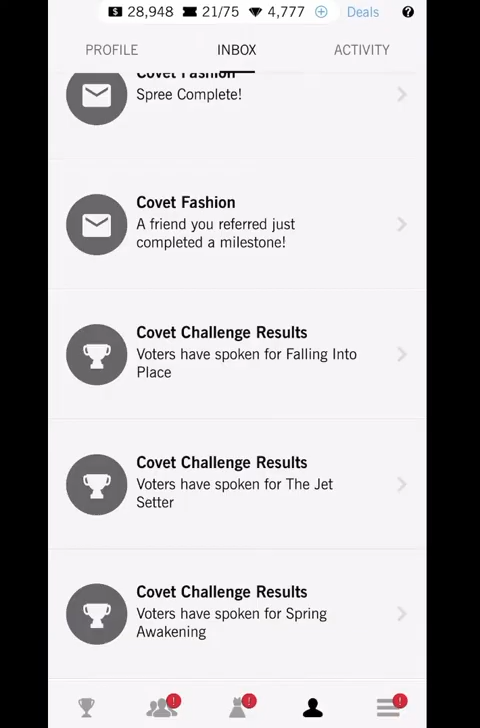 $ 28,948 21/75 4,777 + Deals ?
PROFILE INBOX ACTIVITY
Covet Fashion
Spree Complete!
Covet Fashion
A friend you referred just
completed a milestone!
Covet Challenge Results
Voters have spoken for Falling Into
Place
Covet Challenge Results
Voters have spoken for The Jet
Setter
Covet Challenge Results
Voters have spoken for Spring
Awakening
! ! !